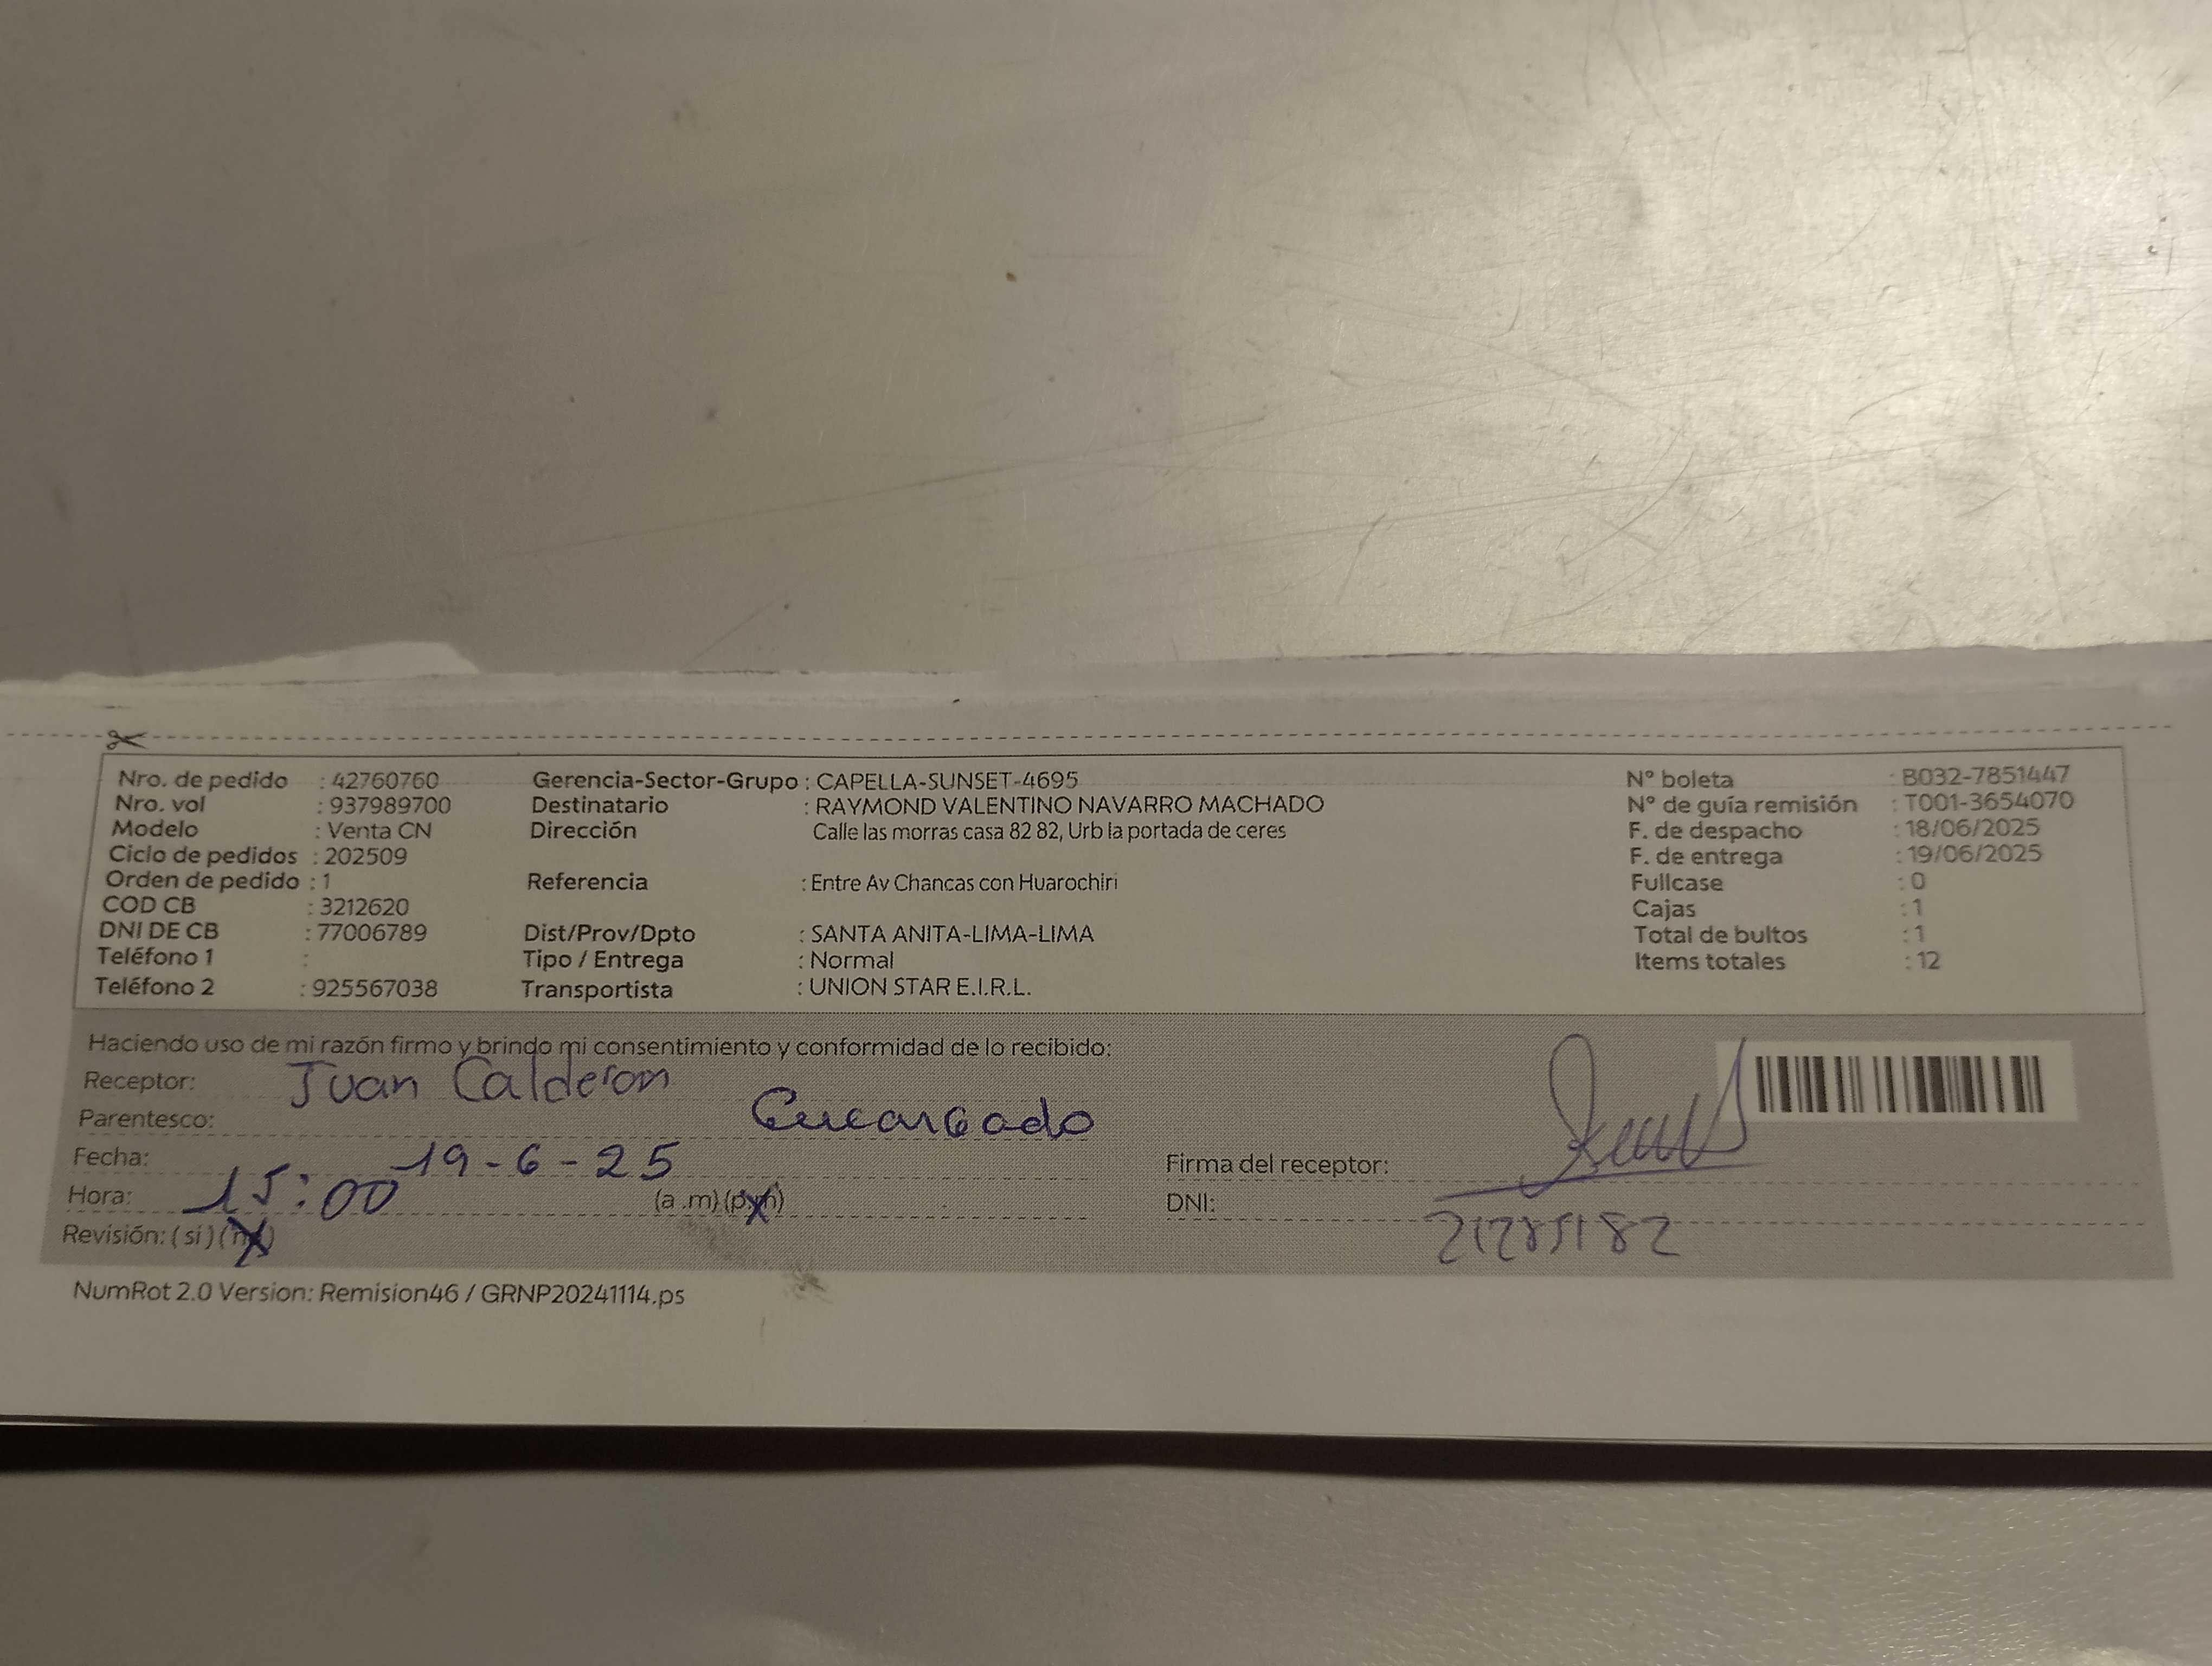 Nro. de pedido : 42760760 Gerencia-Sector-Grupo : CAPELLA-SUNSET-4695 N° boleta : B032-7851447
Nro. vol : 937989700 Destinatario : RAYMOND VALENTINO NAVARRO MACHADO N° de guía remisión : T001-3654070
Modelo : Venta CN Dirección Calle las morras casa 82 82, Urb la portada de ceres F. de despacho : 18/06/2025
Ciclo de pedidos : 202509 F. de entrega : 19/06/2025
Orden de pedido : 1 Referencia : Entre Av Chancas con Huarochiri Fullcase : 0
COD CB : 3212620 Cajas : 1
DNI DE CB : 77006789 Dist/Prov/Dpto : SANTA ANITA-LIMA-LIMA Total de bultos : 1
Teléfono 1 : Tipo / Entrega : Normal Items totales : 12
Teléfono 2 : 925567038 Transportista : UNION STAR E.I.R.L.
Haciendo uso de mi razón firmo y brindo mi consentimiento y conformidad de lo recibido:
Receptor: Juan Calderon
Parentesco: Encargado
Fecha: 19-6-25 Firma del receptor:
Hora: 15:00 (a .m) (p.m) DNI:
Revisión: ( si ) (no)
NumRot 2.0 Version: Remision46 / GRNP20241114.ps